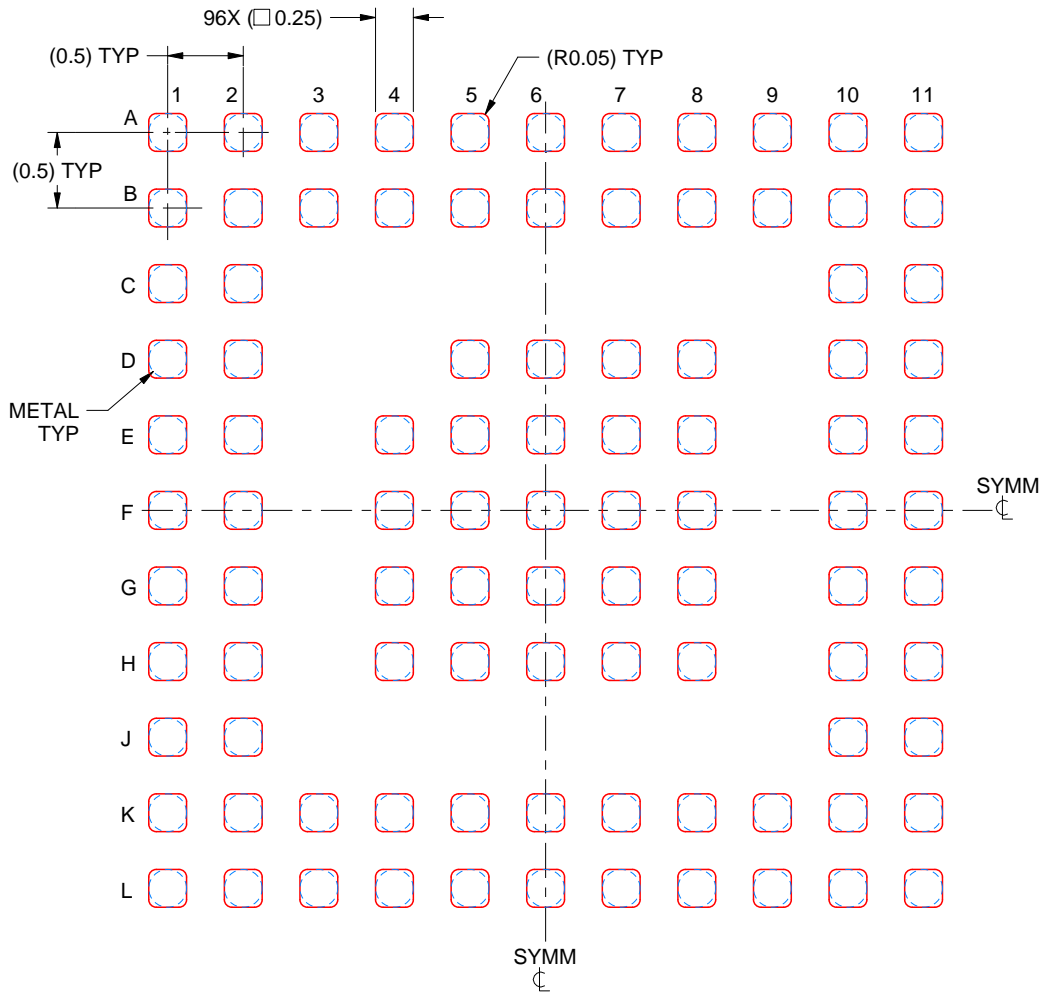 96X (□ 0.25)
(0.5) TYP
(R0.05) TYP
1 2 3 4 5 6 7 8 9 10 11
A
(0.5) TYP
B
C
D
METAL
TYP
E
F
SYMM
℄
G
H
J
K
L
SYMM
℄